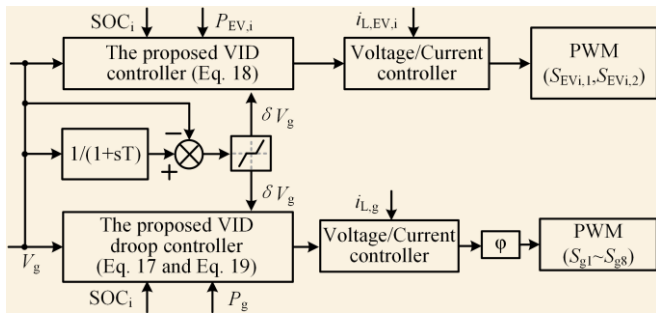 SOCi
PEV,i
iL,EV,i
The proposed VID
controller (Eq. 18)
Voltage/Current
controller
PWM
(SEVi,1,SEVi,2)
δVg
1/(1+sT)
−
+
δVg
iL,g
The proposed VID
droop controller
(Eq. 17 and Eq. 19)
Voltage/Current
controller
φ
PWM
(Sg1~Sg8)
Vg
SOCi
Pg